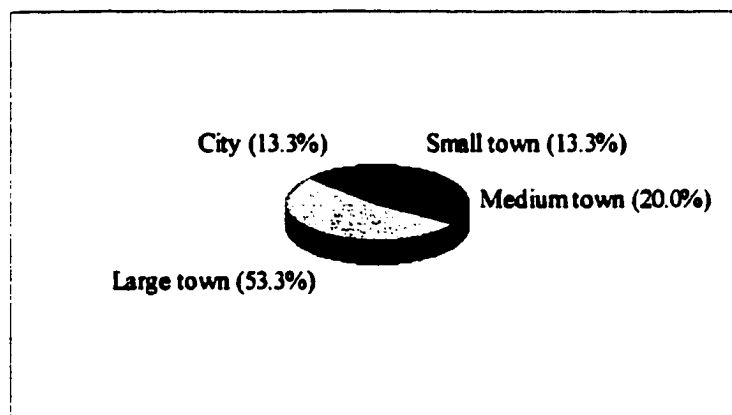 City (13.3%) Small town (13.3%)
Medium town (20.0%)
Large town (53.3%)